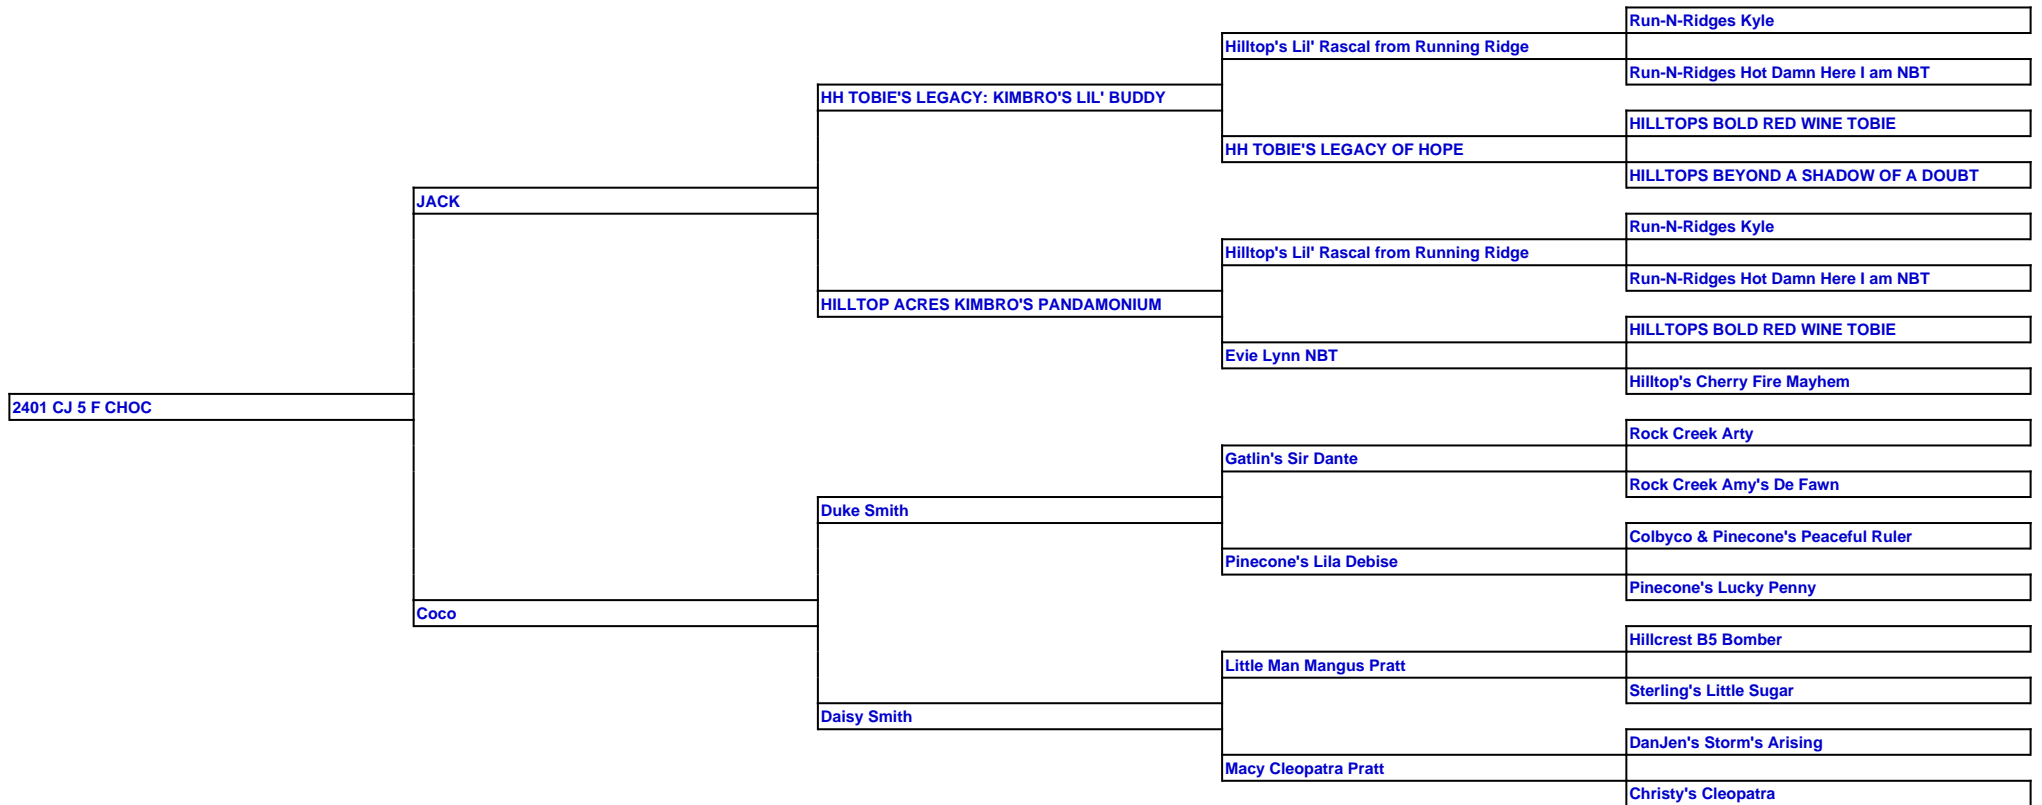 Run-N-Ridges Kyle
Hilltop's Lil' Rascal from Running Ridge
Run-N-Ridges Hot Damn Here I am NBT
HH TOBIE'S LEGACY: KIMBRO'S LIL' BUDDY
HILLTOPS BOLD RED WINE TOBIE
HH TOBIE'S LEGACY OF HOPE
HILLTOPS BEYOND A SHADOW OF A DOUBT
JACK
Run-N-Ridges Kyle
Hilltop's Lil' Rascal from Running Ridge
Run-N-Ridges Hot Damn Here I am NBT
HILLTOP ACRES KIMBRO'S PANDAMONIUM
HILLTOPS BOLD RED WINE TOBIE
Evie Lynn NBT
Hilltop's Cherry Fire Mayhem
2401 CJ 5 F CHOC
Rock Creek Arty
Gatlin's Sir Dante
Rock Creek Amy's De Fawn
Duke Smith
Colbyco & Pinecone's Peaceful Ruler
Pinecone's Lila Debise
Pinecone's Lucky Penny
Coco
Hillcrest B5 Bomber
Little Man Mangus Pratt
Sterling's Little Sugar
Daisy Smith
DanJen's Storm's Arising
Macy Cleopatra Pratt
Christy's Cleopatra